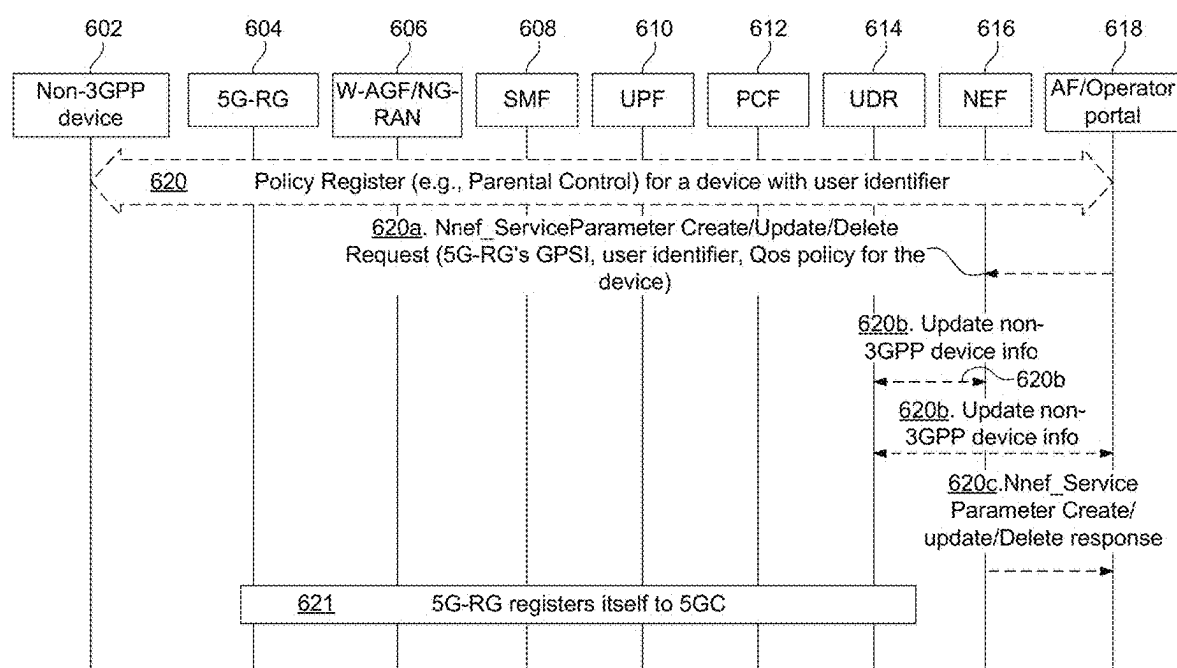 602 604 606 608 610 612 614 616 618
Non-3GPP device
5G-RG
W-AGF/NG-RAN
SMF
UPF
PCF
UDR
NEF
AF/Operator portal
620 Policy Register (e.g., Parental Control) for a device with user identifier
620a. Nnef_ServiceParameter Create/Update/Delete
Request (5G-RG's GPSI, user identifier, Qos policy for the
device)
620b. Update non-
3GPP device info
620b
620b. Update non-
3GPP device info
620c.Nnef_Service
Parameter Create/
update/Delete response
621 5G-RG registers itself to 5GC